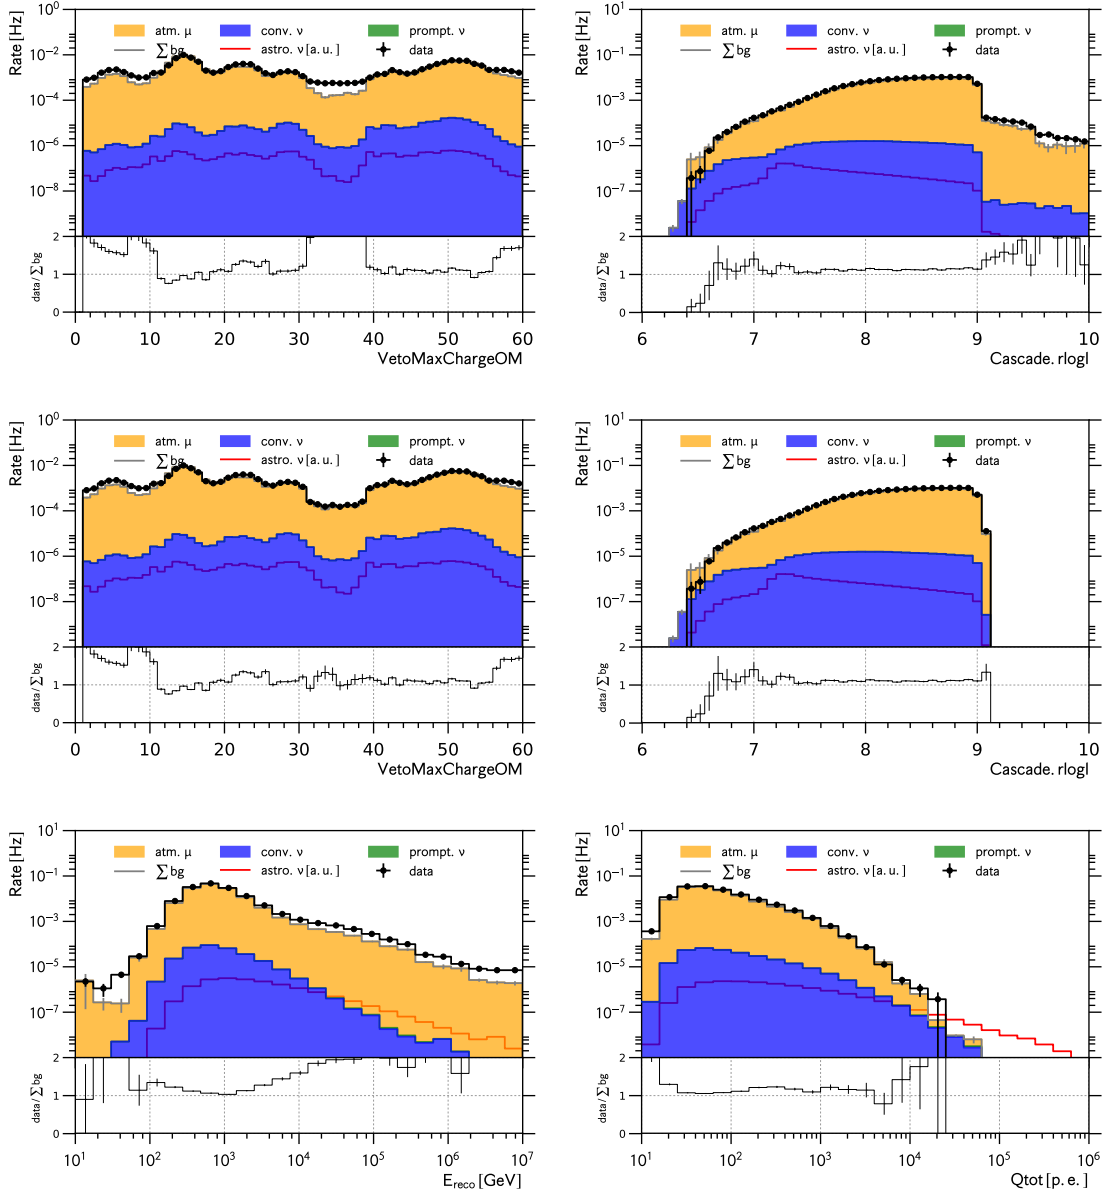 Rate [Hz]
10^0
10^-2
10^-4
10^-6
10^-8
atm. μ conv. ν prompt. ν
∑ bg astro. ν [a. u. ] data
data / ∑ bg
2
1
0
0 10 20 30 40 50 60
VetoMaxChargeOM
Rate [Hz]
10^1
10^-1
10^-3
10^-5
10^-7
atm. μ conv. ν prompt. ν
∑ bg astro. ν [a. u. ] data
data / ∑ bg
2
1
0
6 7 8 9 10
Cascade. rlogl
Rate [Hz]
10^0
10^-2
10^-4
10^-6
10^-8
atm. μ conv. ν prompt. ν
∑ bg astro. ν [a. u. ] data
data / ∑ bg
2
1
0
0 10 20 30 40 50 60
VetoMaxChargeOM
Rate [Hz]
10^1
10^-1
10^-3
10^-5
10^-7
atm. μ conv. ν prompt. ν
∑ bg astro. ν [a. u. ] data
data / ∑ bg
2
1
0
6 7 8 9 10
Cascade. rlogl
Rate [Hz]
10^1
10^-1
10^-3
10^-5
10^-7
atm. μ conv. ν prompt. ν
∑ bg astro. ν [a. u. ] data
data / ∑ bg
2
1
0
10^1 10^2 10^3 10^4 10^5 10^6 10^7
E_reco [GeV]
Rate [Hz]
10^1
10^-1
10^-3
10^-5
10^-7
atm. μ conv. ν prompt. ν
∑ bg astro. ν [a. u. ] data
data / ∑ bg
2
1
0
10^1 10^2 10^3 10^4 10^5 10^6
Qtot [p. e. ]